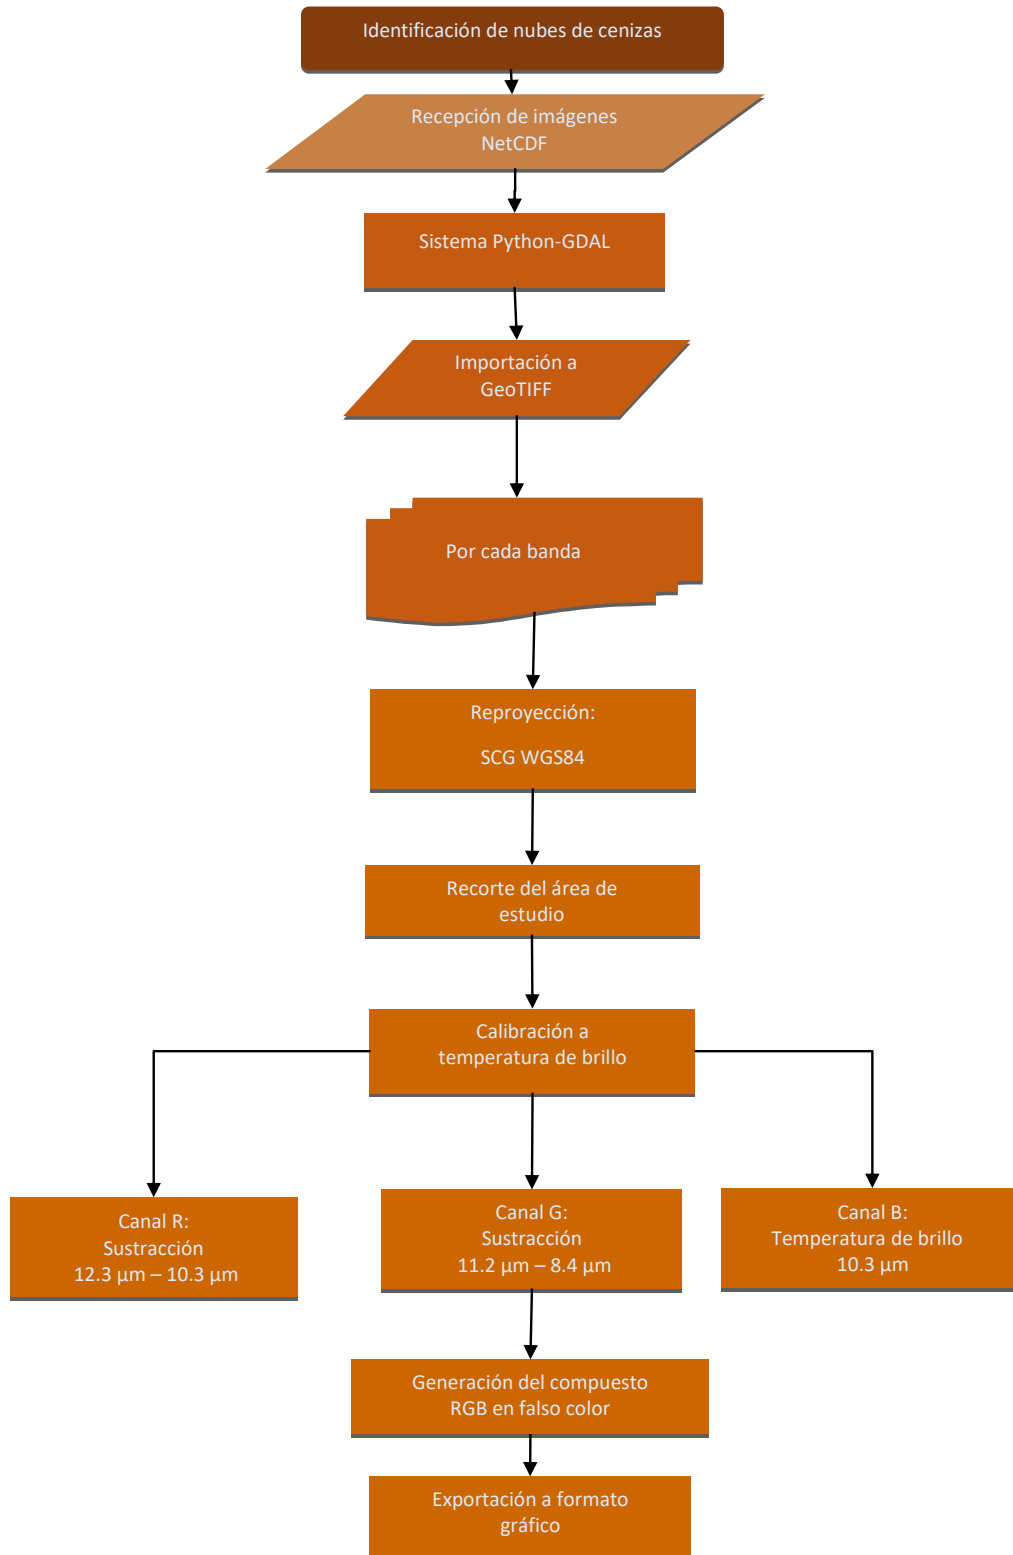 Identificación de nubes de cenizas
Recepción de imágenes
NetCDF
Sistema Python-GDAL
Importación a
GeoTIFF
Por cada banda
Reproyección:
SCG WGS84
Recorte del área de
estudio
Calibración a
temperatura de brillo
Canal R:
Sustracción
12.3 µm – 10.3 µm
Canal G:
Sustracción
11.2 µm – 8.4 µm
Canal B:
Temperatura de brillo
10.3 µm
Generación del compuesto
RGB en falso color
Exportación a formato
gráfico